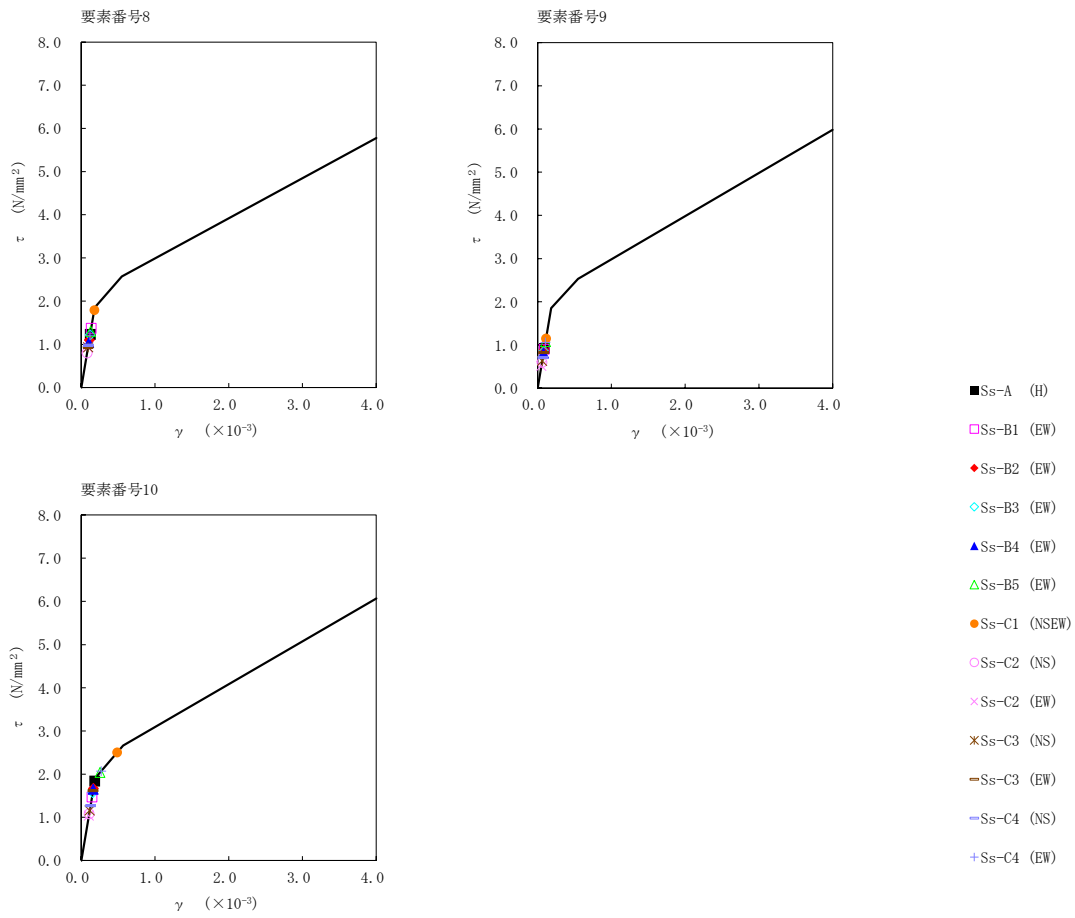 要素番号8
8.0
7.0
6.0
5.0
4.0
3.0
2.0
1.0
0.0
τ (N/mm²)
0.0 1.0 2.0 3.0 4.0
γ (×10⁻³)
要素番号9
8.0
7.0
6.0
5.0
4.0
3.0
2.0
1.0
0.0
τ (N/mm²)
0.0 1.0 2.0 3.0 4.0
γ (×10⁻³)
要素番号10
8.0
7.0
6.0
5.0
4.0
3.0
2.0
1.0
0.0
τ (N/mm²)
0.0 1.0 2.0 3.0 4.0
γ (×10⁻³)
Ss-A (H)
Ss-B1 (EW)
Ss-B2 (EW)
Ss-B3 (EW)
Ss-B4 (EW)
Ss-B5 (EW)
Ss-C1 (NSEW)
Ss-C2 (NS)
Ss-C2 (EW)
Ss-C3 (NS)
Ss-C3 (EW)
Ss-C4 (NS)
Ss-C4 (EW)